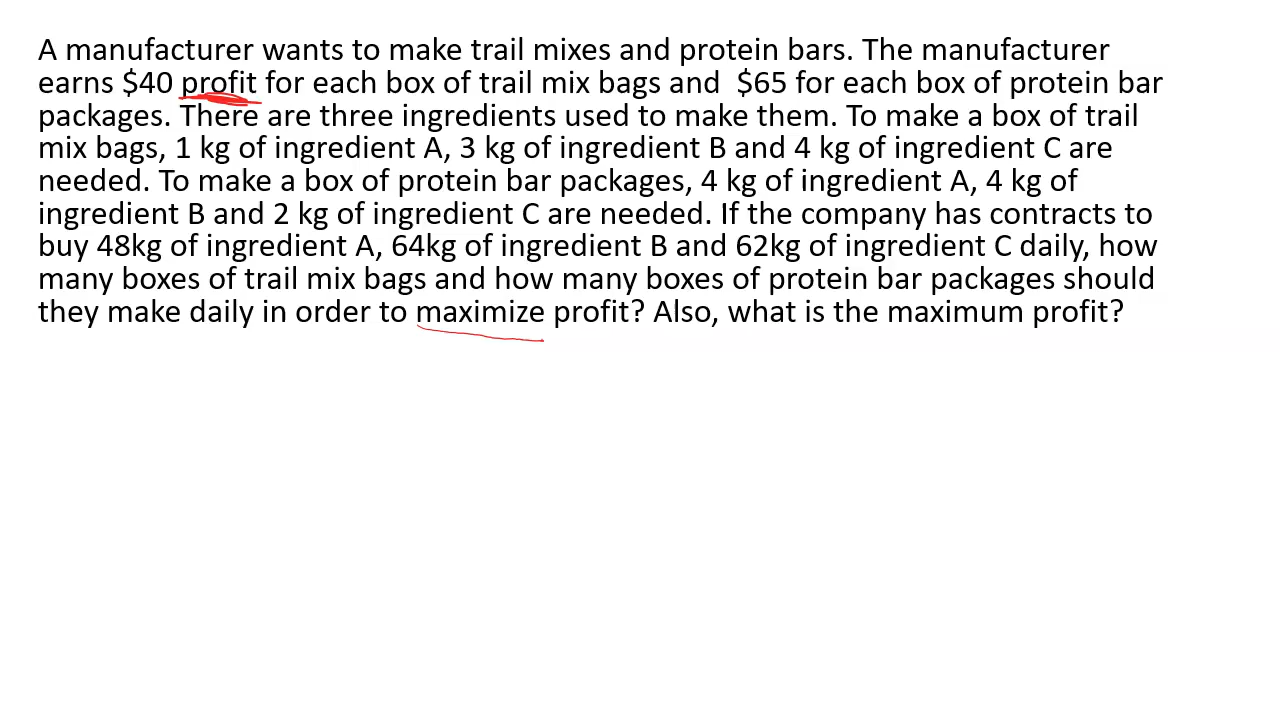 A manufacturer wants to make trail mixes and protein bars. The manufacturer
earns $40 profit for each box of trail mix bags and  $65 for each box of protein bar
packages. There are three ingredients used to make them. To make a box of trail
mix bags, 1 kg of ingredient A, 3 kg of ingredient B and 4 kg of ingredient C are
needed. To make a box of protein bar packages, 4 kg of ingredient A, 4 kg of
ingredient B and 2 kg of ingredient C are needed. If the company has contracts to
buy 48kg of ingredient A, 64kg of ingredient B and 62kg of ingredient C daily, how
many boxes of trail mix bags and how many boxes of protein bar packages should
they make daily in order to maximize profit? Also, what is the maximum profit?